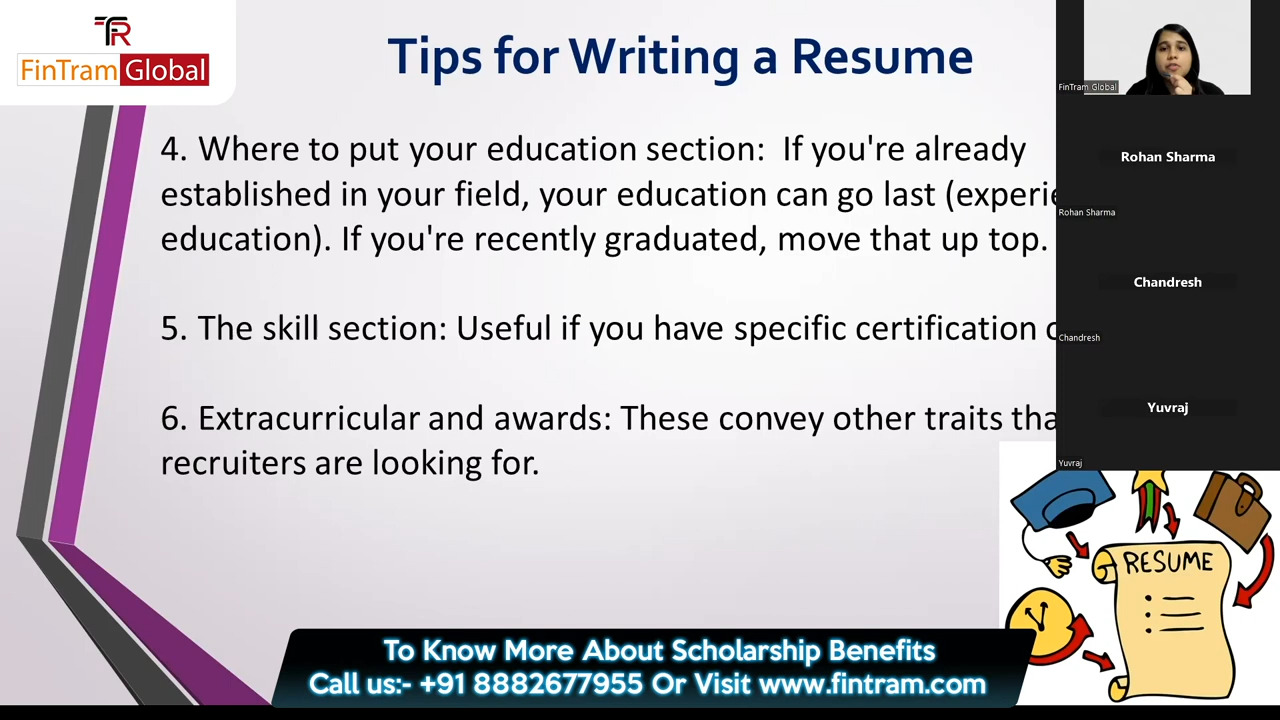 TR
FinTram Global
Tips for Writing a Resume
4. Where to put your education section:  If you're already
established in your field, your education can go last (experie
education). If you're recently graduated, move that up top.
5. The skill section: Useful if you have specific certification
6. Extracurricular and awards: These convey other traits tha
recruiters are looking for.
FinTram Global
Rohan Sharma
Rohan Sharma
Chandresh
Chandresh
Yuvraj
Yuvraj
RESUME
To Know More About Scholarship Benefits
Call us:- +91 8882677955 Or Visit www.fintram.com